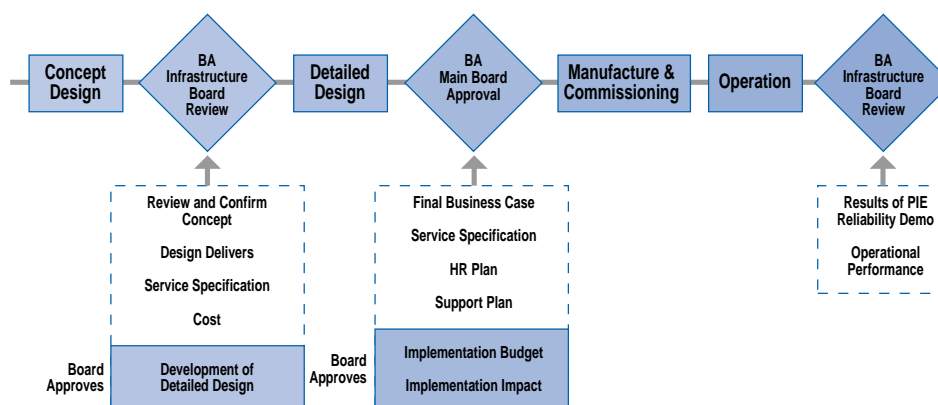 Concept
Design
BA
Infrastructure
Board
Review
Detailed
Design
BA
Main Board
Approval
Manufacture &
Commissioning
Operation
BA
Infrastructure
Board
Review
Review and Confirm
Concept
Design Delivers
Service Specification
Cost
Board
Approves
Development of
Detailed Design
Final Business Case
Service Specification
HR Plan
Support Plan
Board
Approves
Implementation Budget
Implementation Impact
Results of PIE
Reliability Demo
Operational
Performance